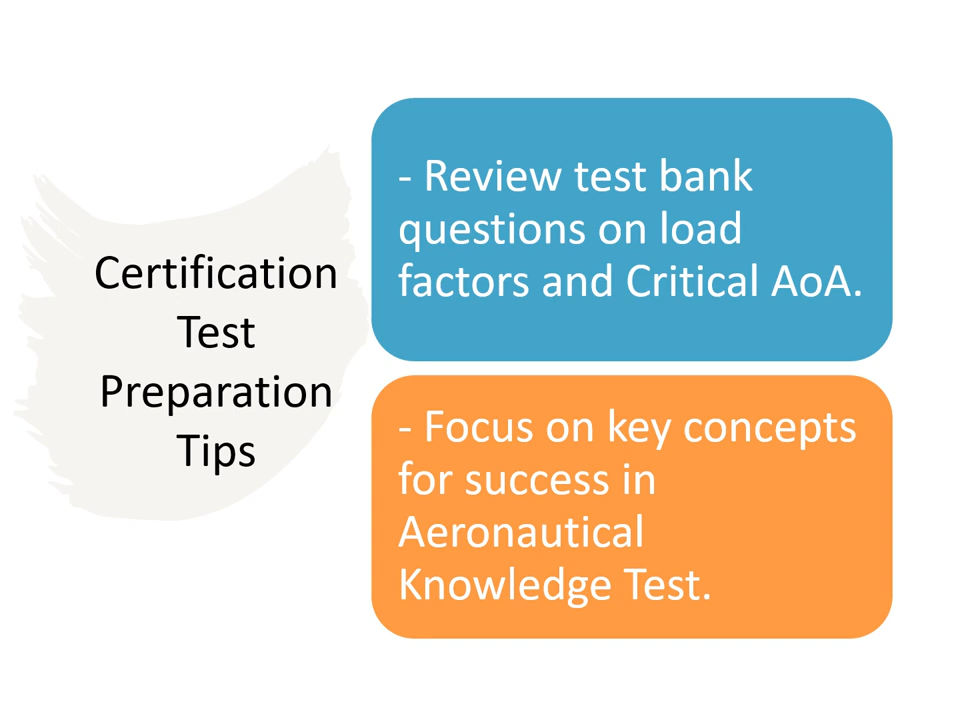 Certification
Test
Preparation
Tips
- Review test bank
questions on load
factors and Critical AoA.
- Focus on key concepts
for success in
Aeronautical
Knowledge Test.